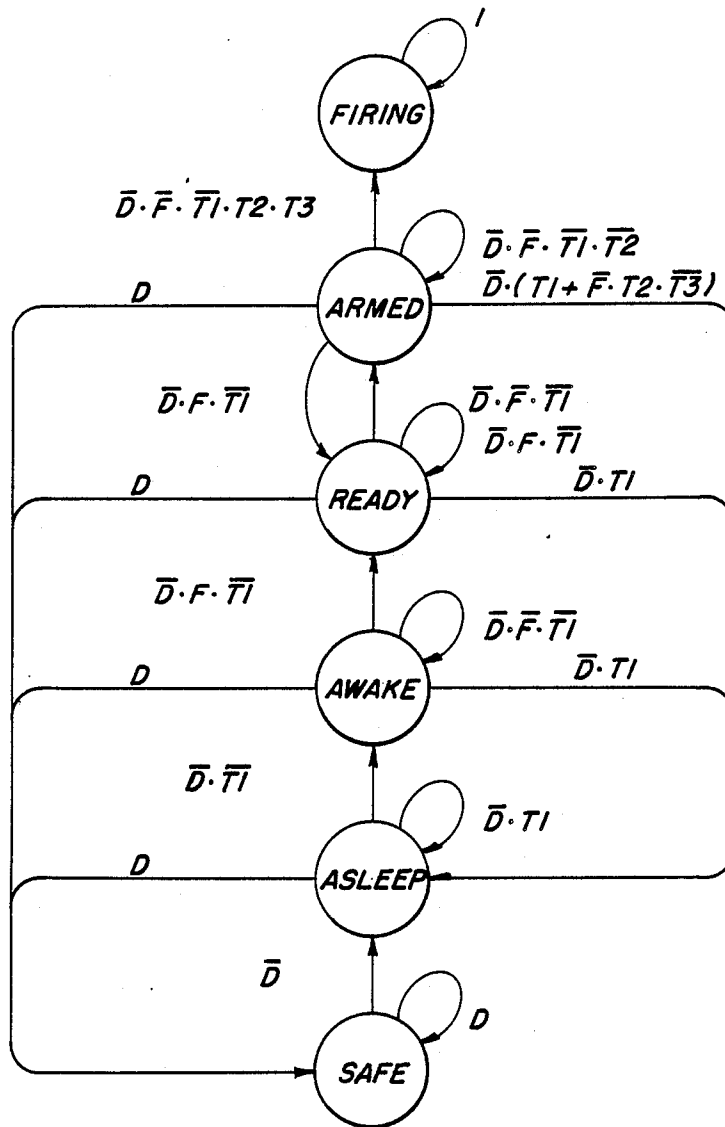 1
FIRING
D̅·F̅·T̅1̅·T2·T3
D̅·F̅·T̅1̅·T̅2̅
D
ARMED
D̅·(T1+F̅·T2·T̅3̅)
D̅·F·T̅1̅
D̅·F̅·T̅1̅
D̅·F·T̅1̅
D
READY
D̅·T1
D̅·F·T̅1̅
D̅·F̅·T̅1̅
D
AWAKE
D̅·T1
D̅·T̅1̅
D̅·T1
D
ASLEEP
D̅
D
SAFE